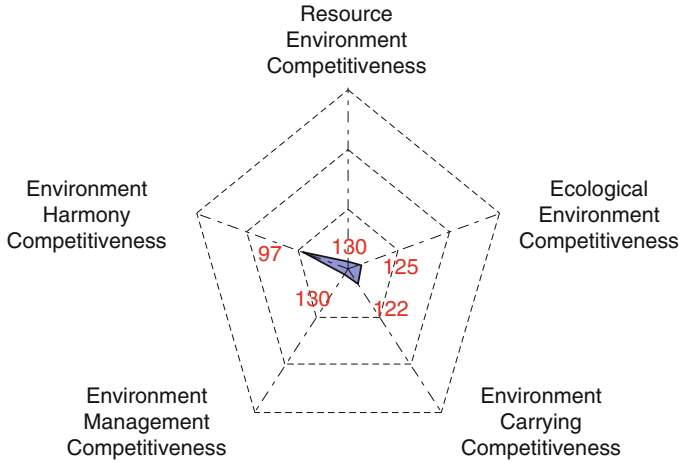 Resource
Environment
Competitiveness
Environment
Harmony
Competitiveness
Ecological
Environment
Competitiveness
97
130
125
130
122
Environment
Management
Competitiveness
Environment
Carrying
Competitiveness